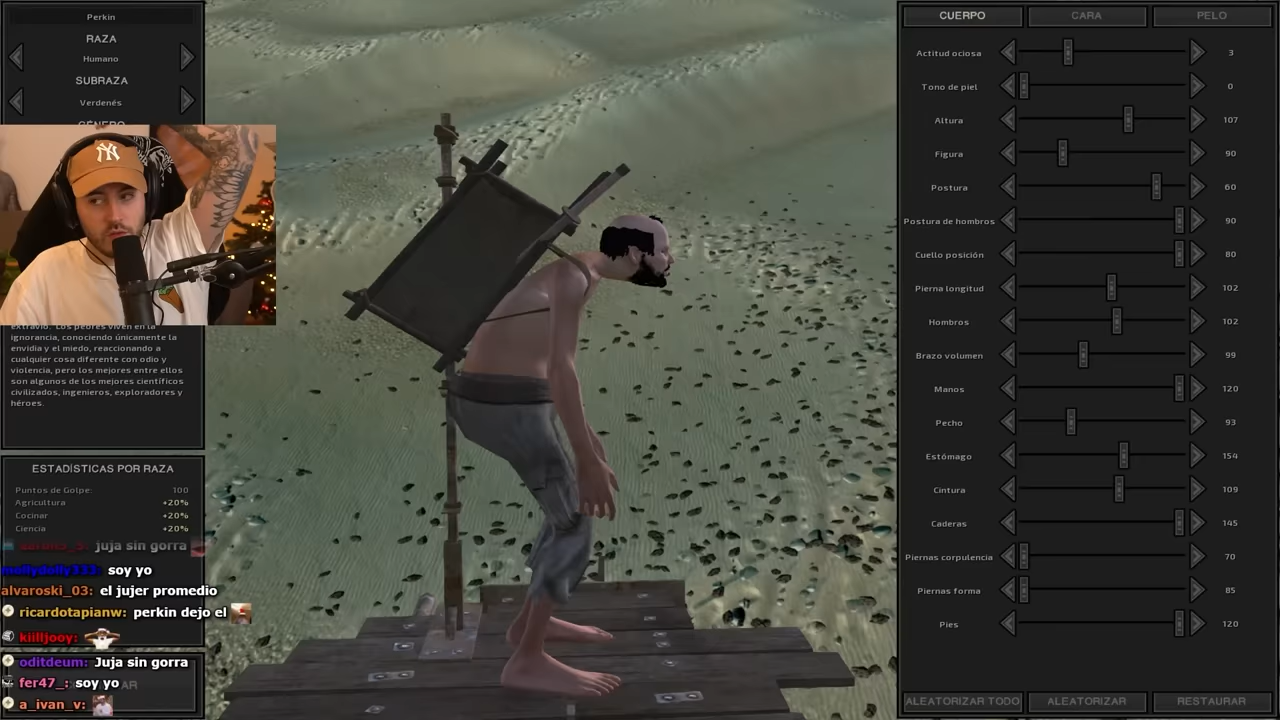 Perkin
RAZA
Humano
SUBRAZA
Verdenés
GÉNERO
NY
extravío. Los peores viven en la
ignorancia, conociendo únicamente la
envidia y el miedo, reaccionando a
cualquier cosa diferente con odio y
violencia, pero los mejores entre ellos
son algunos de los mejores científicos
civilizados, ingenieros, exploradores y
héroes.
ESTADÍSTICAS POR RAZA
Puntos de Golpe: 100
Agricultura +20%
Cocinar +20%
Ciencia +20%
juja sin gorra
mollydolly333: soy yo
alvaroski_03: el jujer promedio
ricardotapianw: perkin dejo el
kiilljooy:
oditdeum: Juja sin gorra
fer47_: soy yo
a_ivan_v:
CUERPO
CARA
PELO
Actitud ociosa 3
Tono de piel 0
Altura 107
Figura 90
Postura 60
Postura de hombros 90
Cuello posición 80
Pierna longitud 102
Hombros 102
Brazo volumen 99
Manos 120
Pecho 93
Estómago 154
Cintura 109
Caderas 145
Piernas corpulencia 70
Piernas forma 85
Pies 120
ALEATORIZAR TODO
ALEATORIZAR
RESTAURAR